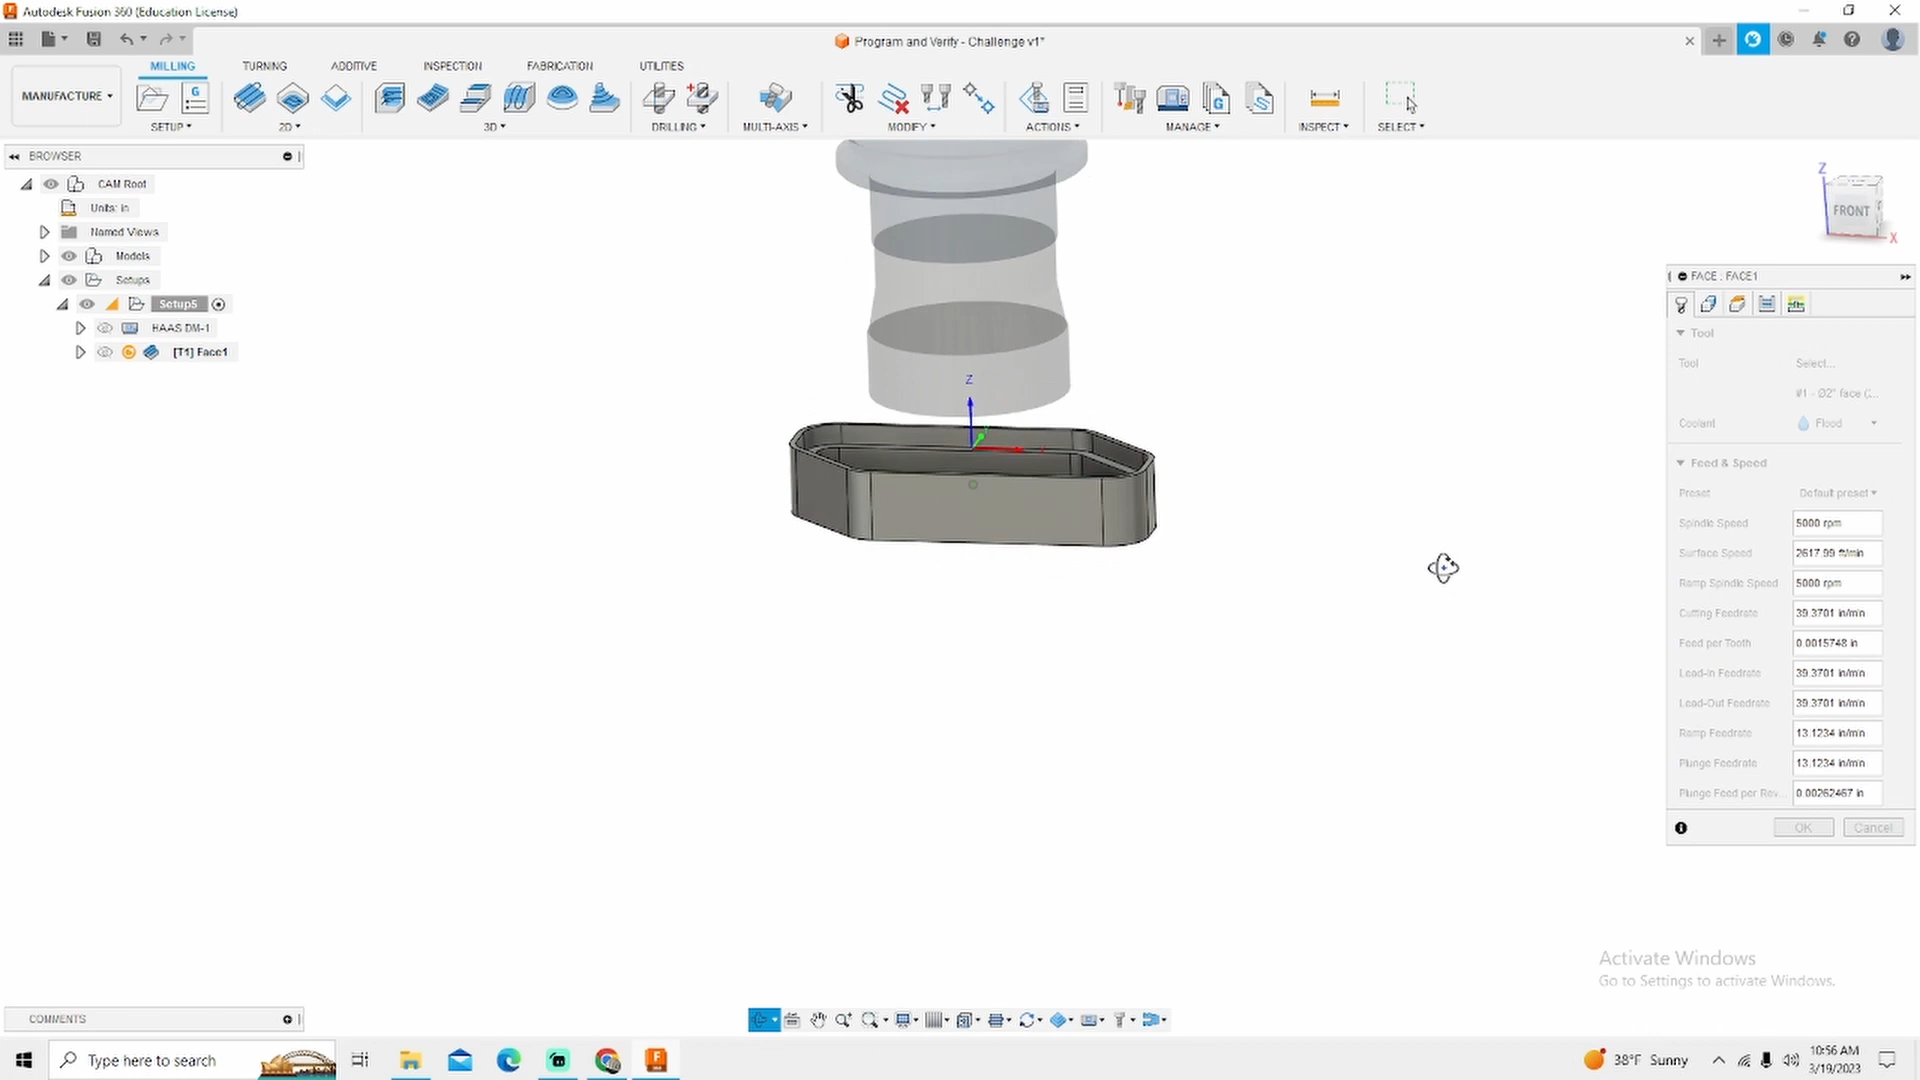 Autodesk Fusion 360 (Education License)
Program and Verify - Challenge v1*
MILLING TURNING ADDITIVE INSPECTION FABRICATION UTILITIES
MANUFACTURE
SETUP 2D 3D DRILLING MULTI-AXIS MODIFY ACTIONS MANAGE INSPECT SELECT
BROWSER
CAM Root
Units: in
Named Views
Models
Setups
Setup5
HAAS DM-1
[T1] Face1
Z
Z
FRONT
X
FACE : FACE1
Tool
Tool Select...
#1 - Ø2" face (...
Coolant Flood
Feed & Speed
Preset Default preset
Spindle Speed 5000 rpm
Surface Speed 2617.99 ft/min
Ramp Spindle Speed 5000 rpm
Cutting Feedrate 39.3701 in/min
Feed per Tooth 0.0015748 in
Lead-In Feedrate 39.3701 in/min
Lead-Out Feedrate 39.3701 in/min
Ramp Feedrate 13.1234 in/min
Plunge Feedrate 13.1234 in/min
Plunge Feed per Rev... 0.00262467 in
OK Cancel
Activate Windows
Go to Settings to activate Windows.
COMMENTS
Type here to search
38°F Sunny
10:56 AM
3/19/2023